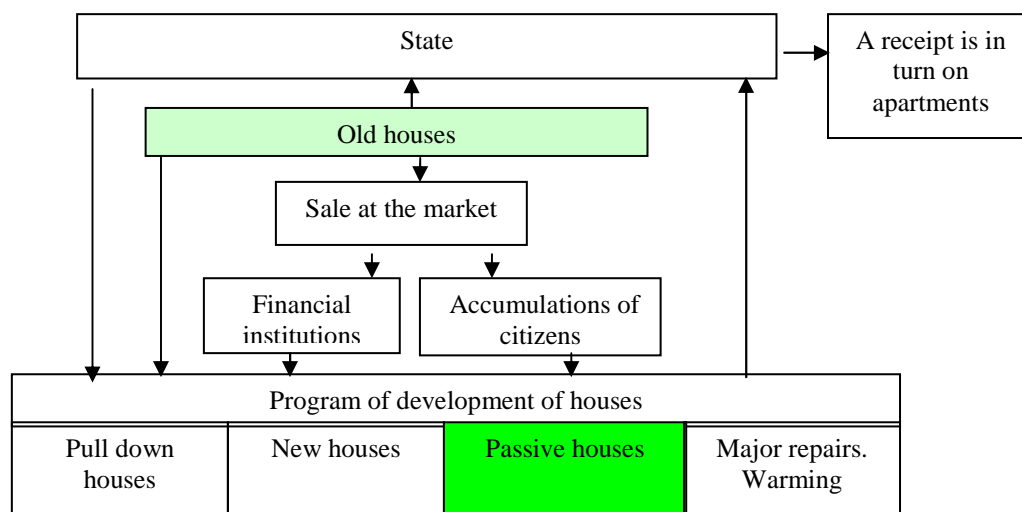 State
A receipt is in
turn on
apartments
Old houses
Sale at the market
Financial
institutions
Accumulations of
citizens
Program of development of houses
Pull down
houses
New houses
Passive houses
Major repairs.
Warming